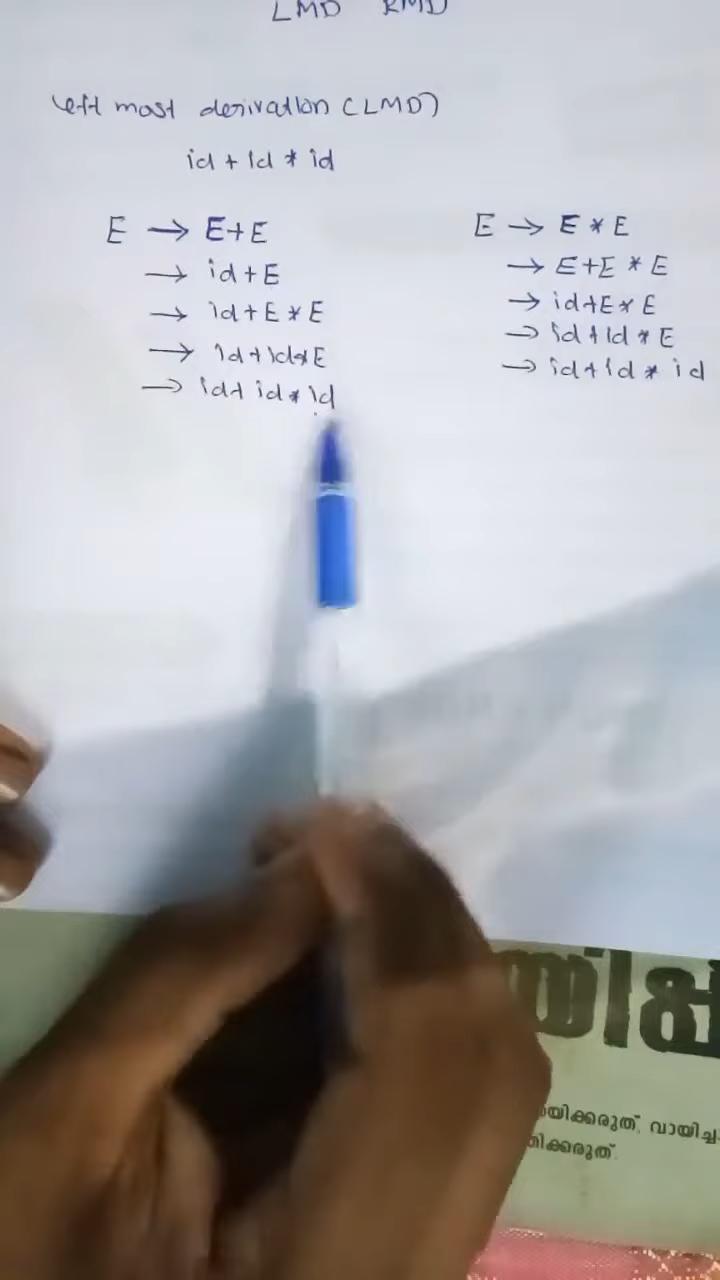 LMD RMD
Left most derivation (LMD)
id + id * id
E → E+E
→ id+E
→ id+E*E
→ id+id*E
→ id+id*id
E → E*E
→ E+E*E
→ id+E*E
→ id+id*E
→ id+id*id